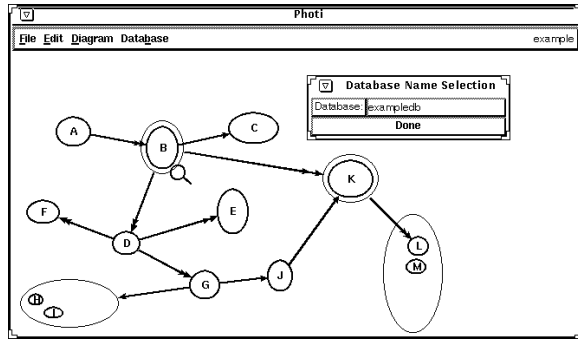 Photi
File Edit Diagram Database example
Database Name Selection
Database: exampledb
Done
A
B
C
K
F
D
E
L
M
G
J
H
I